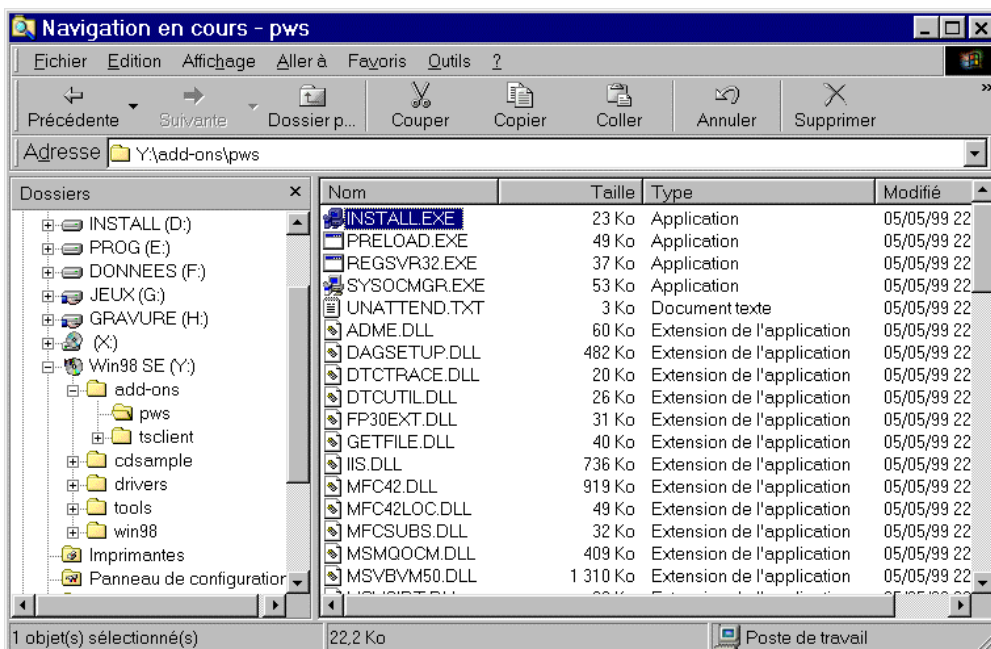 Navigation en cours - pws
Fichier Edition Affichage Aller à Favoris Outils ?
Précédente Suivante Dossier p... Couper Copier Coller Annuler Supprimer »
Adresse Y:\add-ons\pws
Dossiers
INSTALL (D:)
PROG (E:)
DONNEES (F:)
JEUX (G:)
GRAVURE (H:)
(X:)
Win98 SE (Y:)
add-ons
pws
tsclient
cdsample
drivers
tools
win98
Imprimantes
Panneau de configuration
Nom Taille Type Modifié
INSTALL.EXE 23 Ko Application 05/05/99 22
PRELOAD.EXE 49 Ko Application 05/05/99 22
REGSVR32.EXE 37 Ko Application 05/05/99 22
SYSOCMGR.EXE 53 Ko Application 05/05/99 22
UNATTEND.TXT 3 Ko Document texte 05/05/99 22
ADME.DLL 60 Ko Extension de l'application 05/05/99 22
DAGSETUP.DLL 482 Ko Extension de l'application 05/05/99 22
DTCTRACE.DLL 20 Ko Extension de l'application 05/05/99 22
DTCUTIL.DLL 26 Ko Extension de l'application 05/05/99 22
FP30EXT.DLL 31 Ko Extension de l'application 05/05/99 22
GETFILE.DLL 40 Ko Extension de l'application 05/05/99 22
IIS.DLL 736 Ko Extension de l'application 05/05/99 22
MFC42.DLL 919 Ko Extension de l'application 05/05/99 22
MFC42LOC.DLL 49 Ko Extension de l'application 05/05/99 22
MFCSUBS.DLL 32 Ko Extension de l'application 05/05/99 22
MSMQOCM.DLL 409 Ko Extension de l'application 05/05/99 22
MSVBVM50.DLL 1 310 Ko Extension de l'application 05/05/99 22
1 objet(s) sélectionné(s) 22,2 Ko Poste de travail